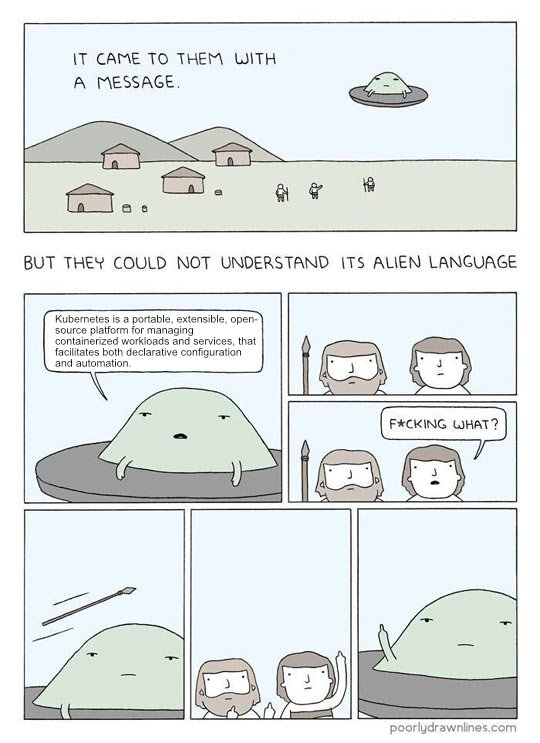 IT CAME TO THEM WITH
A MESSAGE.
BUT THEY COULD NOT UNDERSTAND ITS ALIEN LANGUAGE
Kubernetes is a portable, extensible, open-
source platform for managing
containerized workloads and services, that
facilitates both declarative configuration
and automation.
F*CKING WHAT?
poorlydrawnlines.com